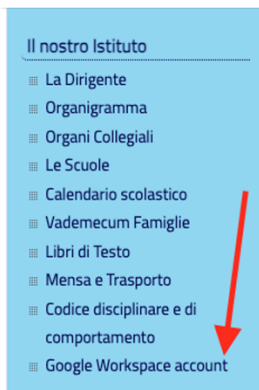 Il nostro Istituto
La Dirigente
Organigramma
Organi Collegiali
Le Scuole
Calendario scolastico
Vademecum Famiglie
Libri di Testo
Mensa e Trasporto
Codice disciplinare e di
comportamento
Google Workspace account